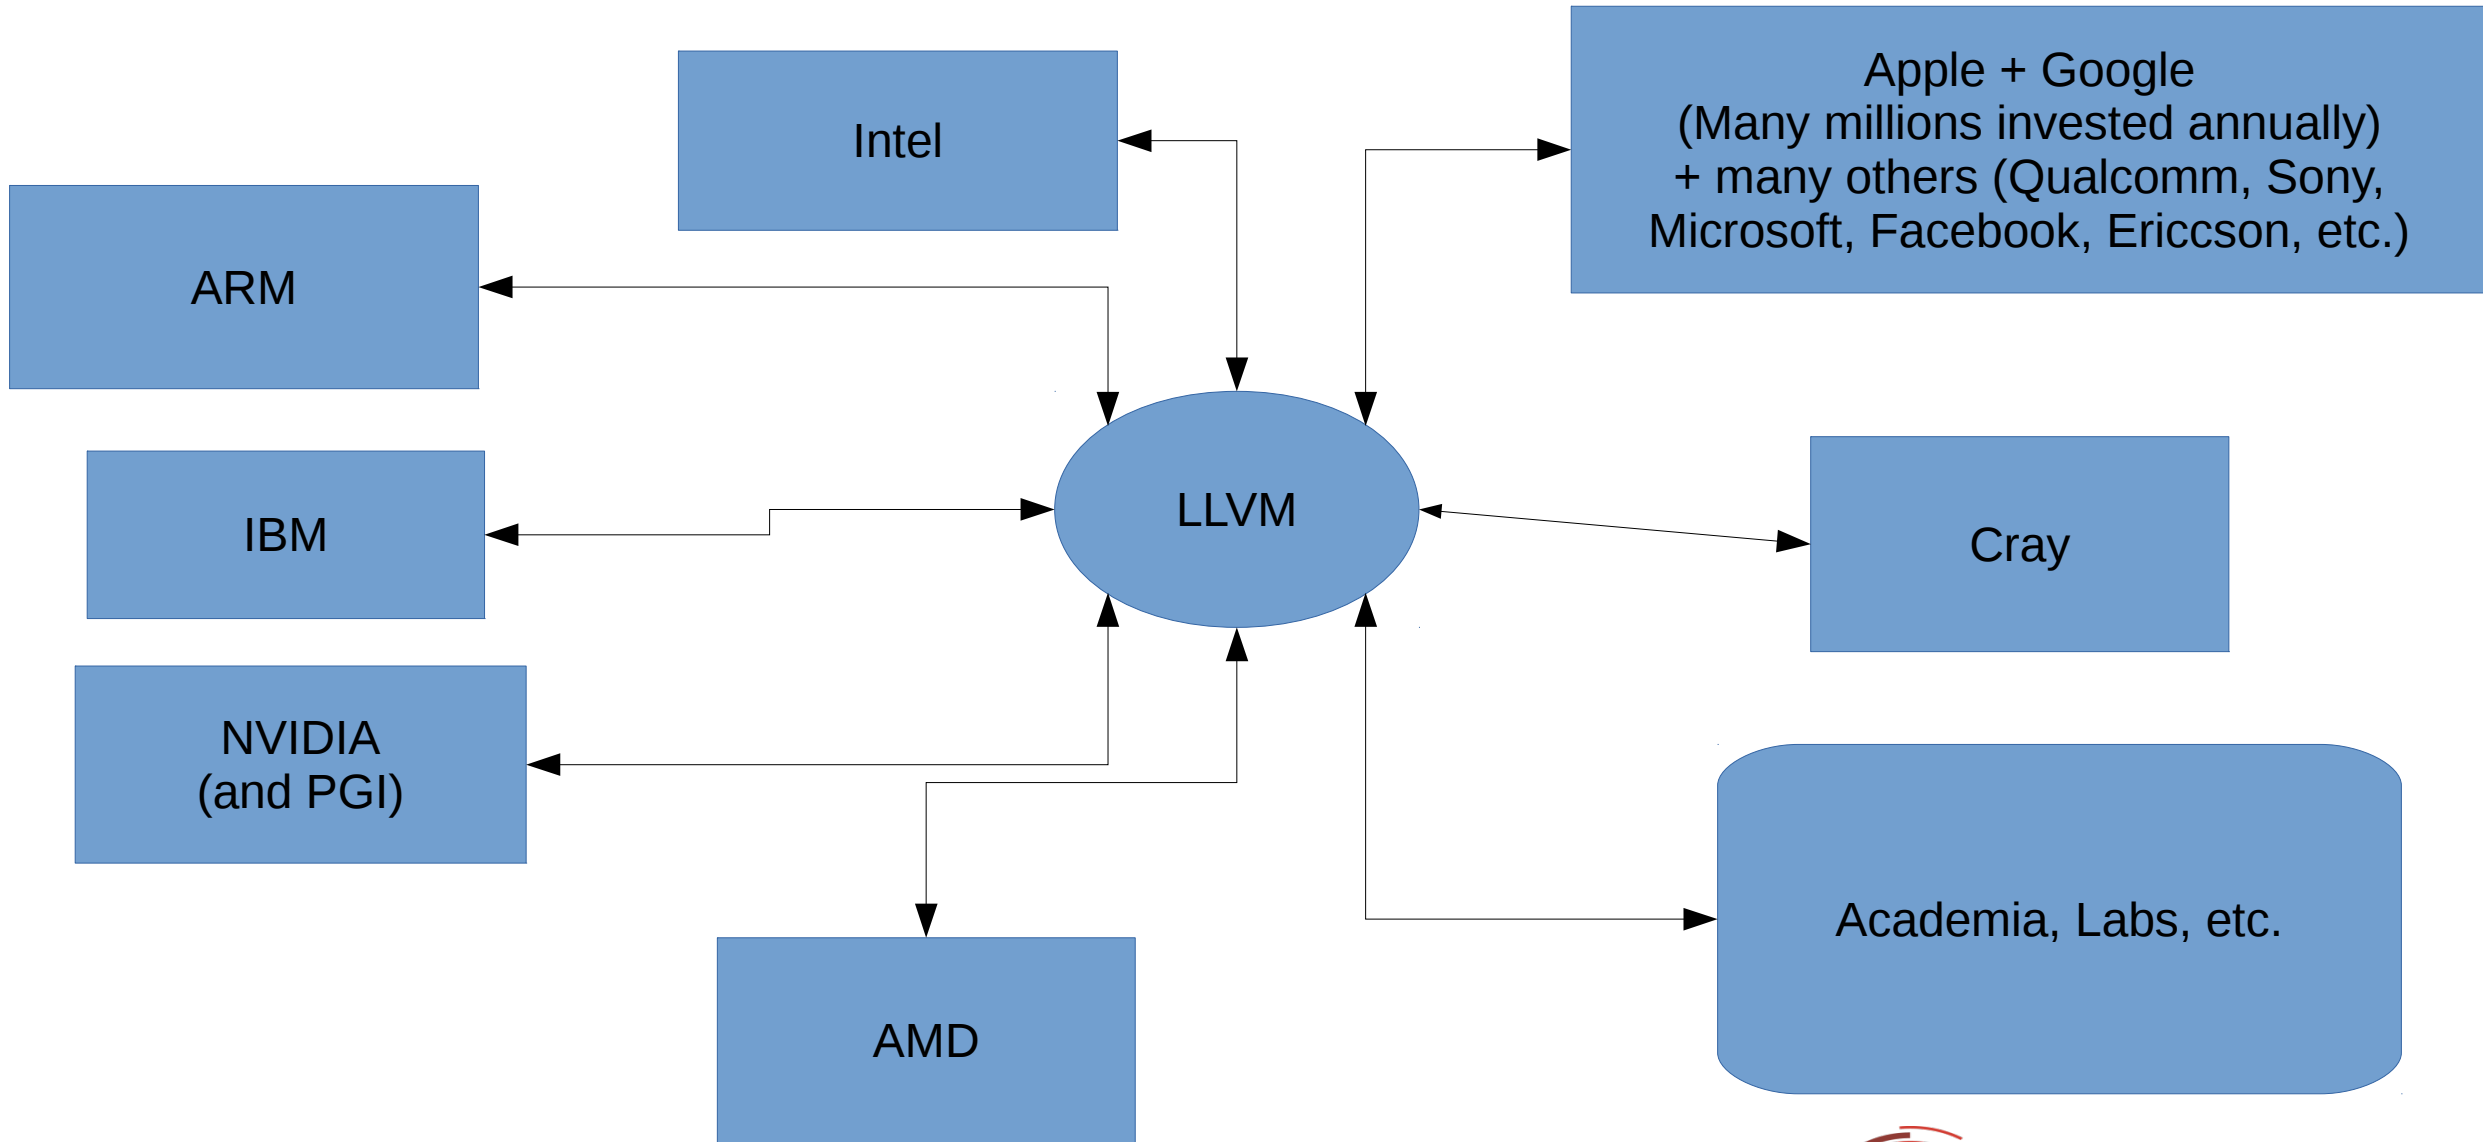 Intel
Apple + Google
(Many millions invested annually)
+ many others (Qualcomm, Sony,
Microsoft, Facebook, Ericcson, etc.)
ARM
IBM
LLVM
Cray
NVIDIA
(and PGI)
Academia, Labs, etc.
AMD